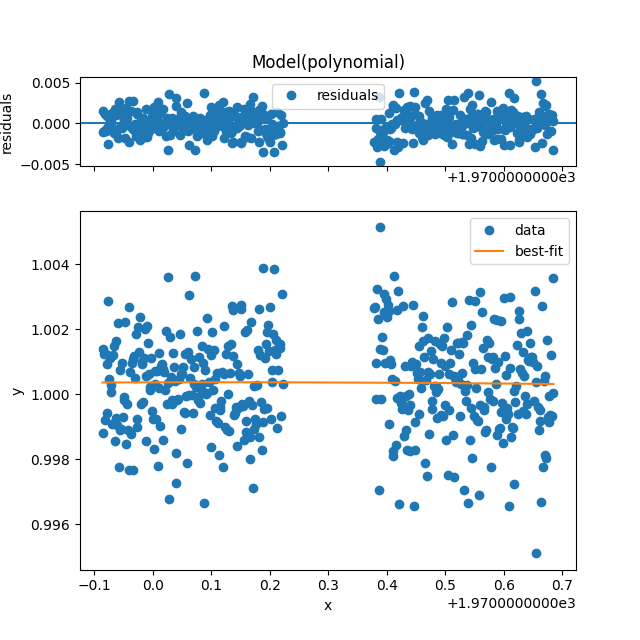 Model(polynomial)
residuals
0.005
0.000
−0.005
residuals
+1.9700000000e3
y
1.004
1.002
1.000
0.998
0.996
data
best-fit
−0.1
0.0
0.1
0.2
0.3
0.4
0.5
0.6
0.7
x
+1.9700000000e3